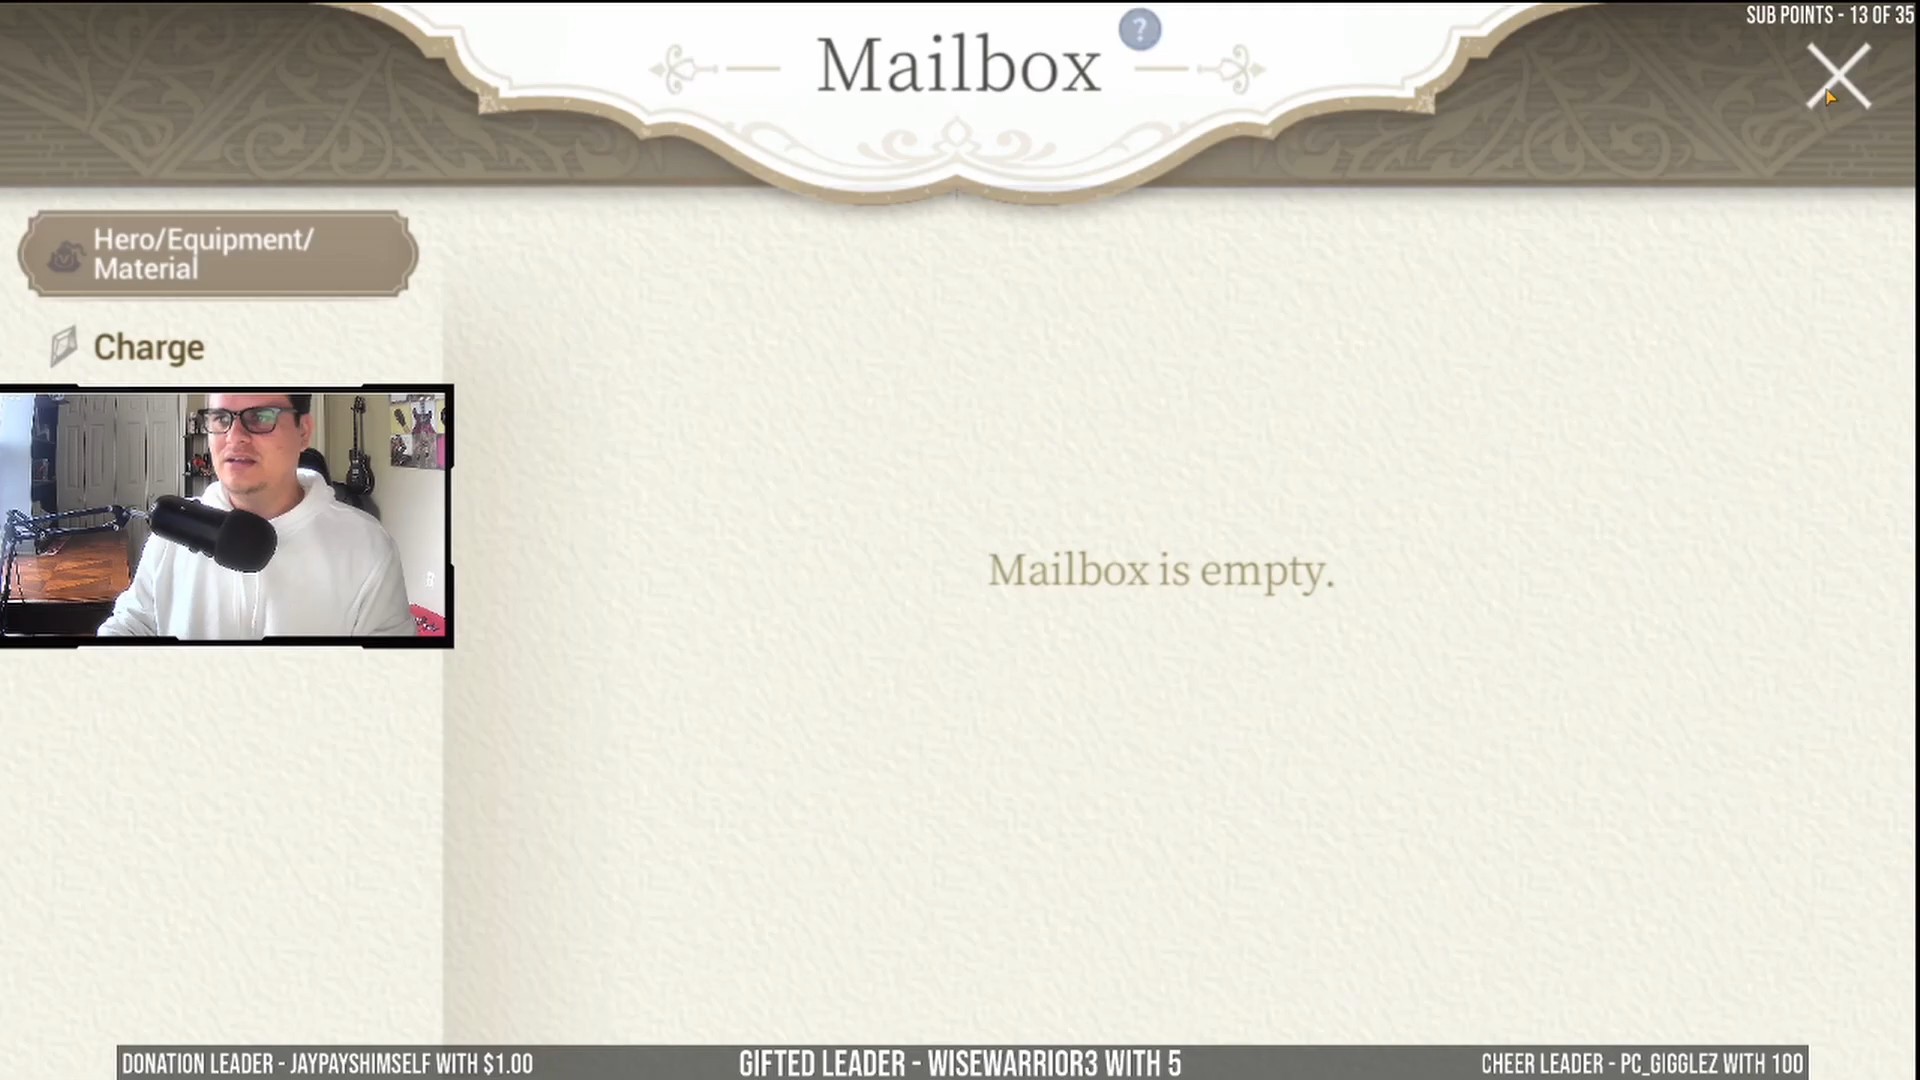 SUB POINTS - 13 OF 35
Mailbox
?
Hero/Equipment/
Material
Charge
Mailbox is empty.
DONATION LEADER - JAYPAYSHIMSELF WITH $1.00
GIFTED LEADER - WISEWARRIOR3 WITH 5
CHEER LEADER - PC_GIGGLEZ WITH 100